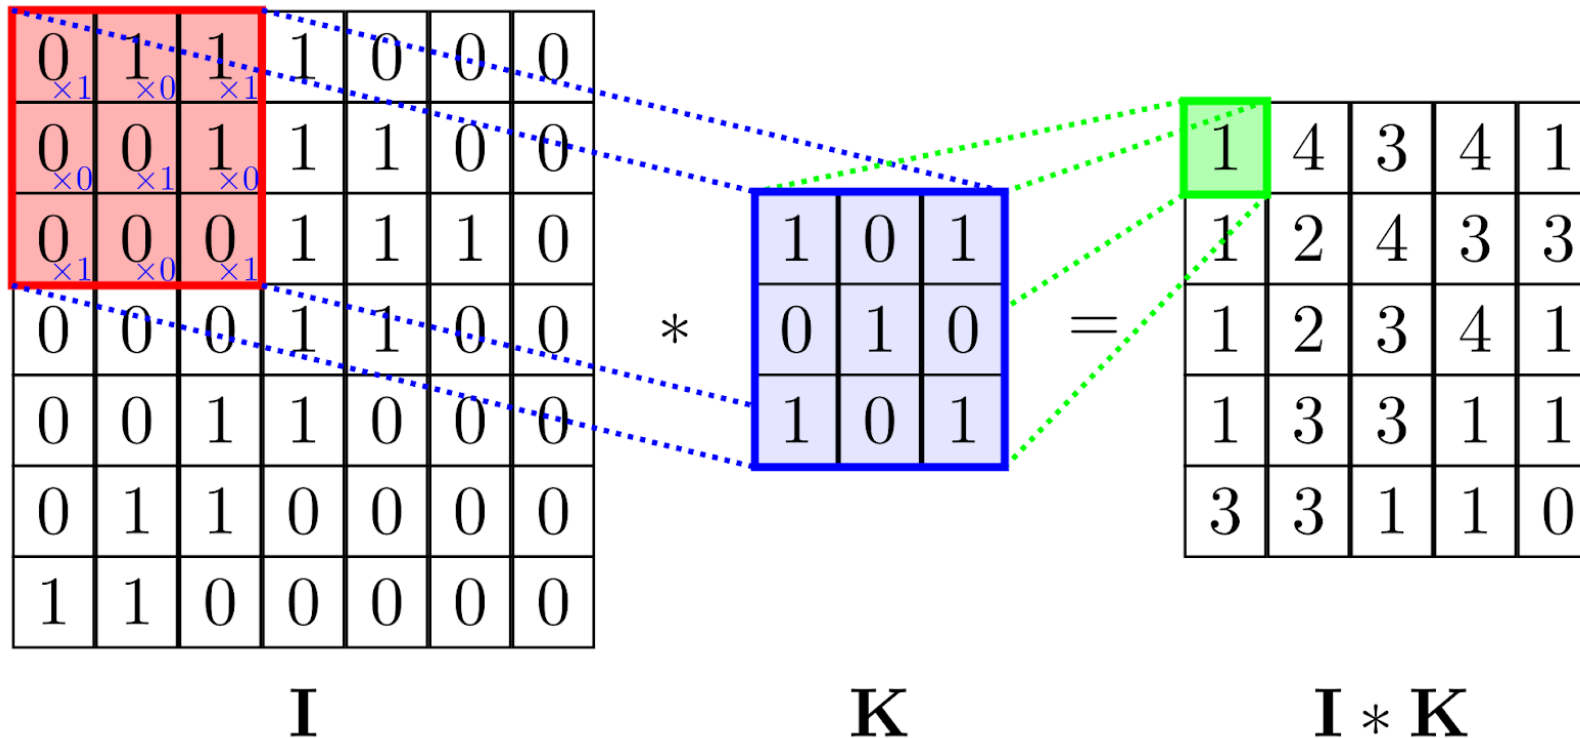 0 1 1 1 0 0 0
×1 ×0 ×1
0 0 1 1 1 0 0
×0 ×1 ×0
0 0 0 1 1 1 0
×1 ×0 ×1
0 0 0 1 1 0 0
0 0 1 1 0 0 0
0 1 1 0 0 0 0
1 1 0 0 0 0 0
I
*
1 0 1
0 1 0
1 0 1
K
=
1 4 3 4 1
1 2 4 3 3
1 2 3 4 1
1 3 3 1 1
3 3 1 1 0
I * K